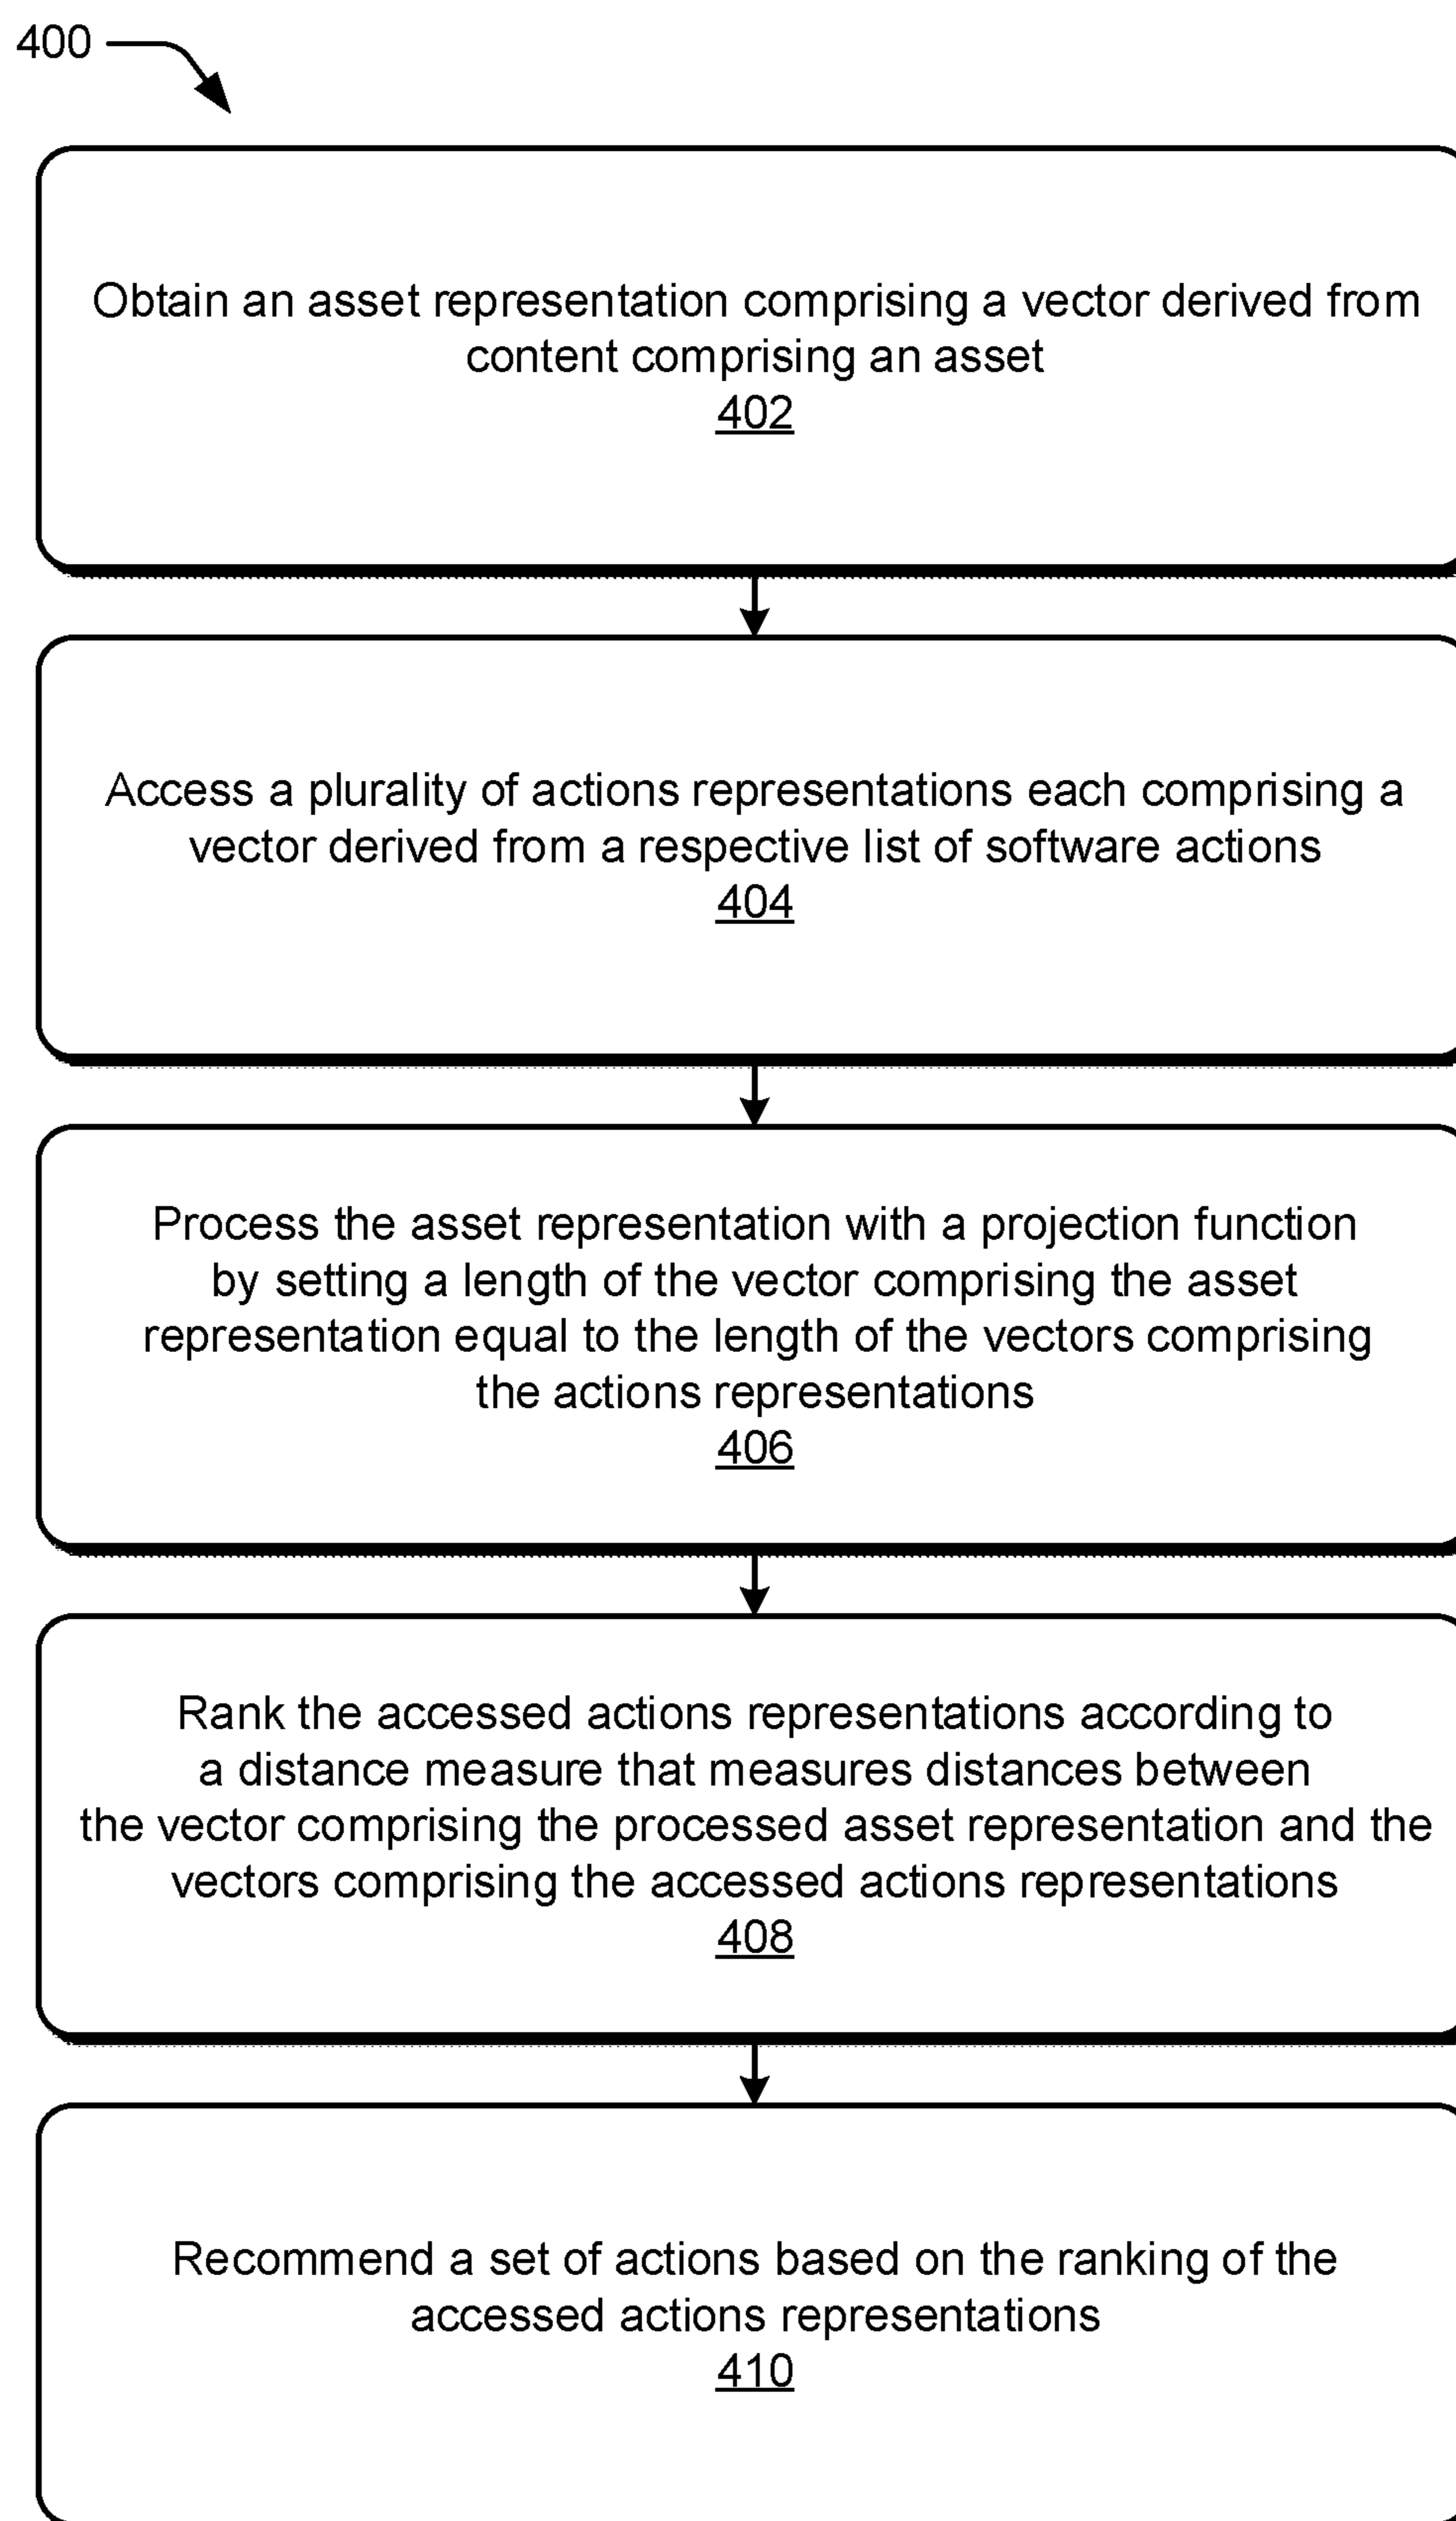 400
Obtain an asset representation comprising a vector derived from
content comprising an asset
402
Access a plurality of actions representations each comprising a
vector derived from a respective list of software actions
404
Process the asset representation with a projection function
by setting a length of the vector comprising the asset
representation equal to the length of the vectors comprising
the actions representations
406
Rank the accessed actions representations according to
a distance measure that measures distances between
the vector comprising the processed asset representation and the
vectors comprising the accessed actions representations
408
Recommend a set of actions based on the ranking of the
accessed actions representations
410